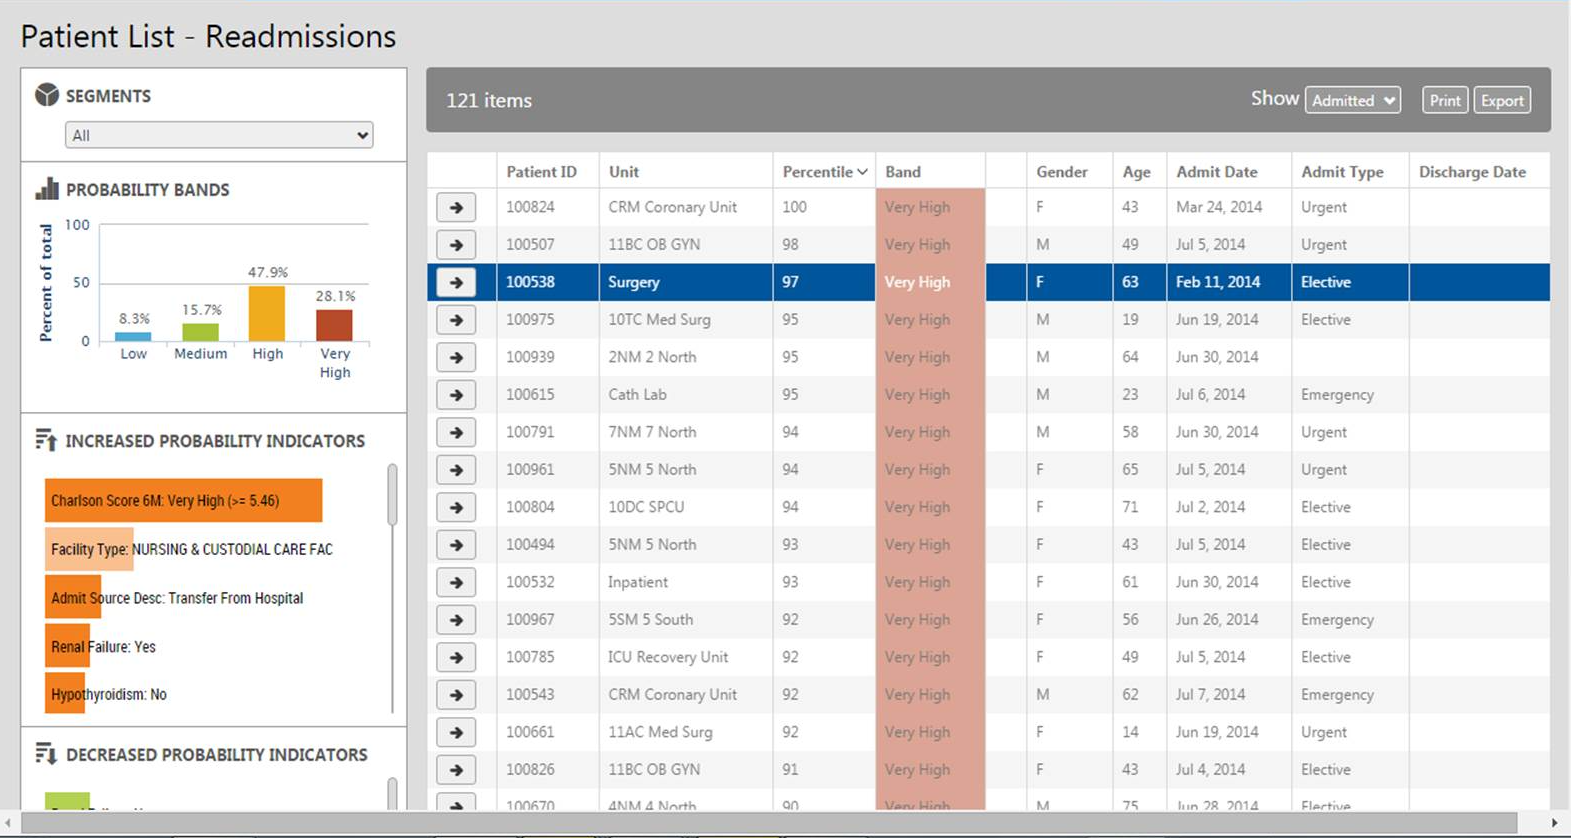 Patient List - Readmissions
SEGMENTS
All
PROBABILITY BANDS
Percent of total
100
50
0
8.3%
15.7%
47.9%
28.1%
Low
Medium
High
Very
High
INCREASED PROBABILITY INDICATORS
Charlson Score 6M: Very High (>= 5.46)
Facility Type: NURSING & CUSTODIAL CARE FAC
Admit Source Desc: Transfer From Hospital
Renal Failure: Yes
Hypothyroidism: No
DECREASED PROBABILITY INDICATORS
121 items
Show Admitted Print Export
Patient ID Unit Percentile Band Gender Age Admit Date Admit Type Discharge Date
100824 CRM Coronary Unit 100 Very High F 43 Mar 24, 2014 Urgent
100507 11BC OB GYN 98 Very High M 49 Jul 5, 2014 Urgent
100538 Surgery 97 Very High F 63 Feb 11, 2014 Elective
100975 10TC Med Surg 95 Very High M 19 Jun 19, 2014 Elective
100939 2NM 2 North 95 Very High M 64 Jun 30, 2014
100615 Cath Lab 95 Very High M 23 Jul 6, 2014 Emergency
100791 7NM 7 North 94 Very High M 58 Jun 30, 2014 Urgent
100961 5NM 5 North 94 Very High F 65 Jul 5, 2014 Urgent
100804 10DC SPCU 94 Very High F 71 Jul 2, 2014 Elective
100494 5NM 5 North 93 Very High F 43 Jul 5, 2014 Elective
100532 Inpatient 93 Very High F 61 Jun 30, 2014 Elective
100967 5SM 5 South 92 Very High F 56 Jun 26, 2014 Emergency
100785 ICU Recovery Unit 92 Very High F 49 Jul 5, 2014 Elective
100543 CRM Coronary Unit 92 Very High M 62 Jul 7, 2014 Emergency
100661 11AC Med Surg 92 Very High F 14 Jun 19, 2014 Urgent
100826 11BC OB GYN 91 Very High F 43 Jul 4, 2014 Elective
100670 4NM 4 North 90 Very High M 75 Jun 28, 2014 Elective